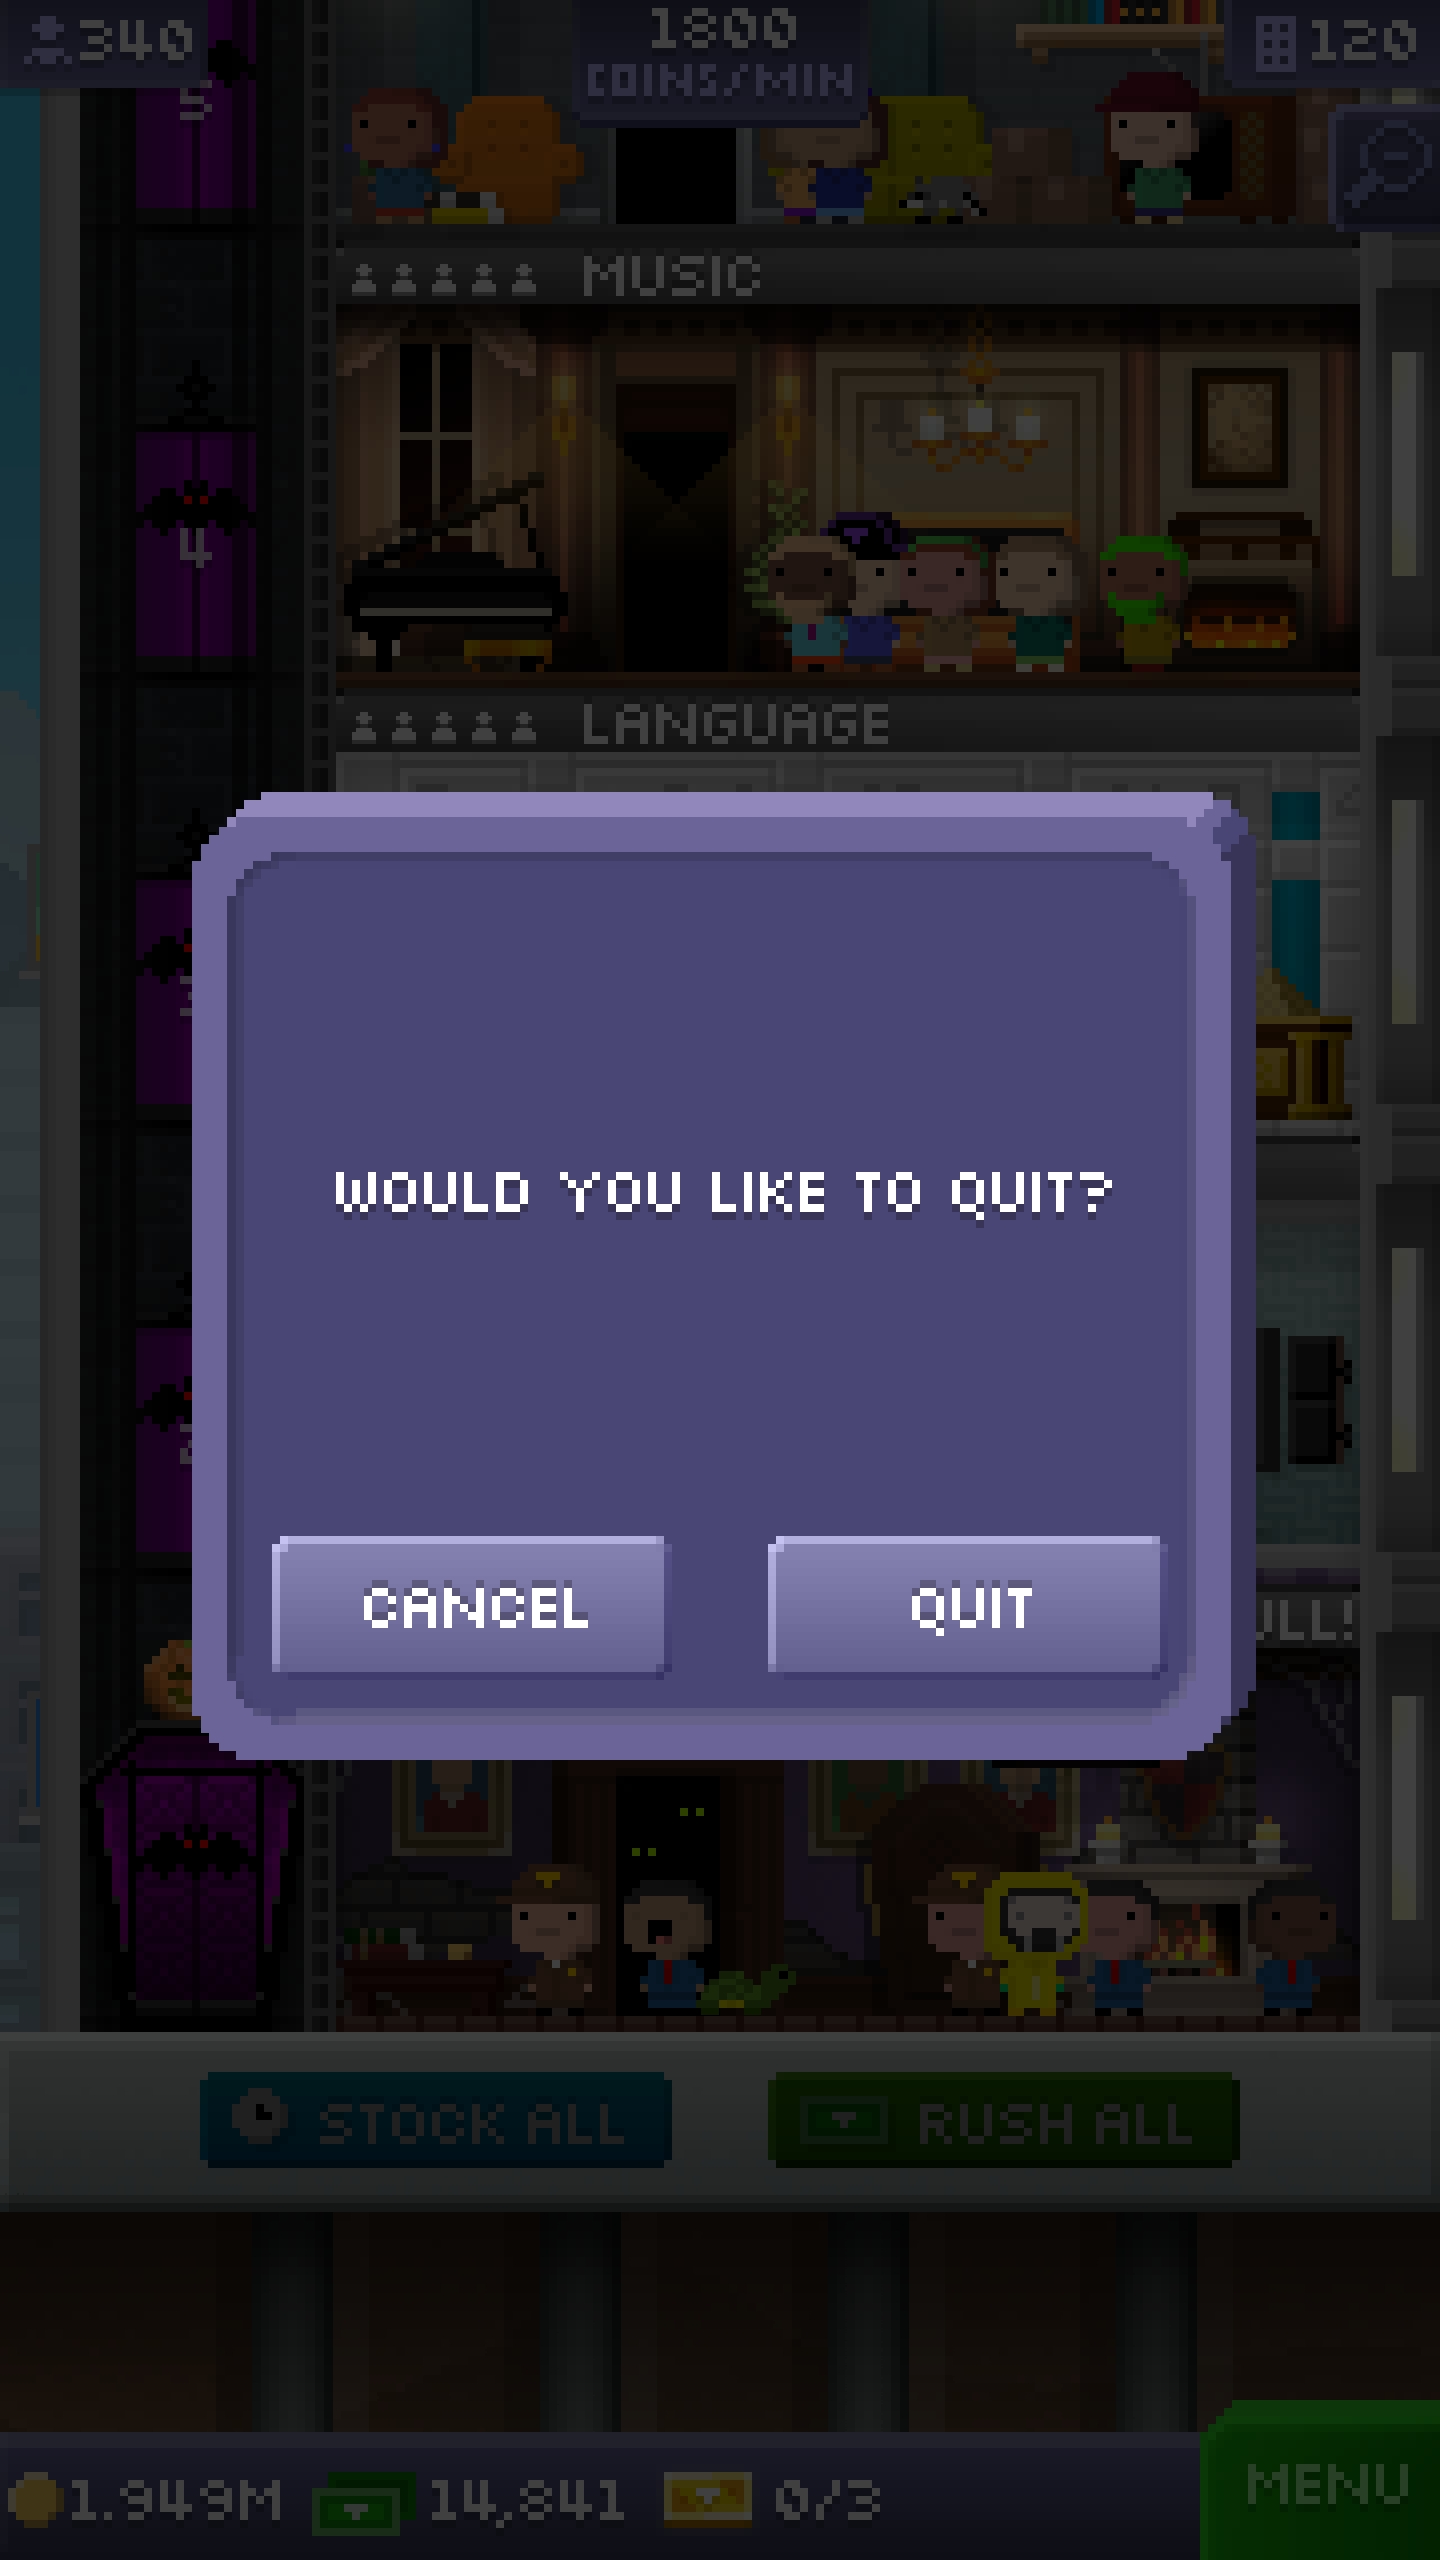 340
1800
COINS/MIN
120
5
MUSIC
4
LANGUAGE
WOULD YOU LIKE TO QUIT?
CANCEL
QUIT
STOCK ALL
RUSH ALL
1.949M
14,841
0/3
MENU